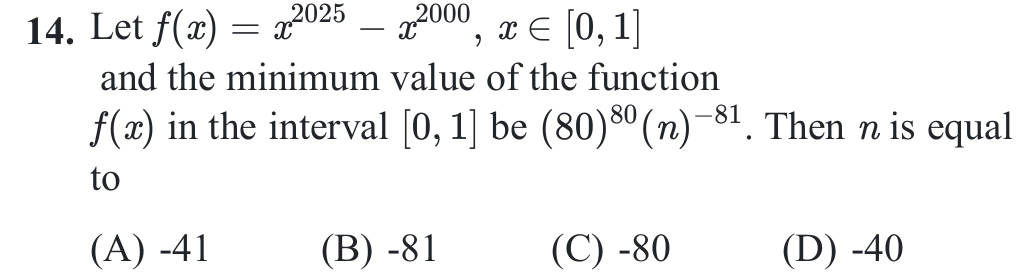 14. Let f(x) = x^2025 − x^2000, x ∈ [0, 1]
and the minimum value of the function
f(x) in the interval [0, 1] be (80)^80(n)^−81. Then n is equal
to
(A) -41 (B) -81 (C) -80 (D) -40